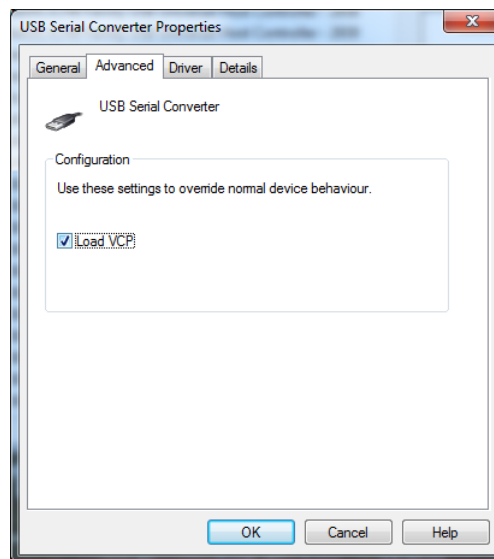 USB Serial Converter Properties
General Advanced Driver Details
USB Serial Converter
Configuration
Use these settings to override normal device behaviour.
Load VCP
OK Cancel Help